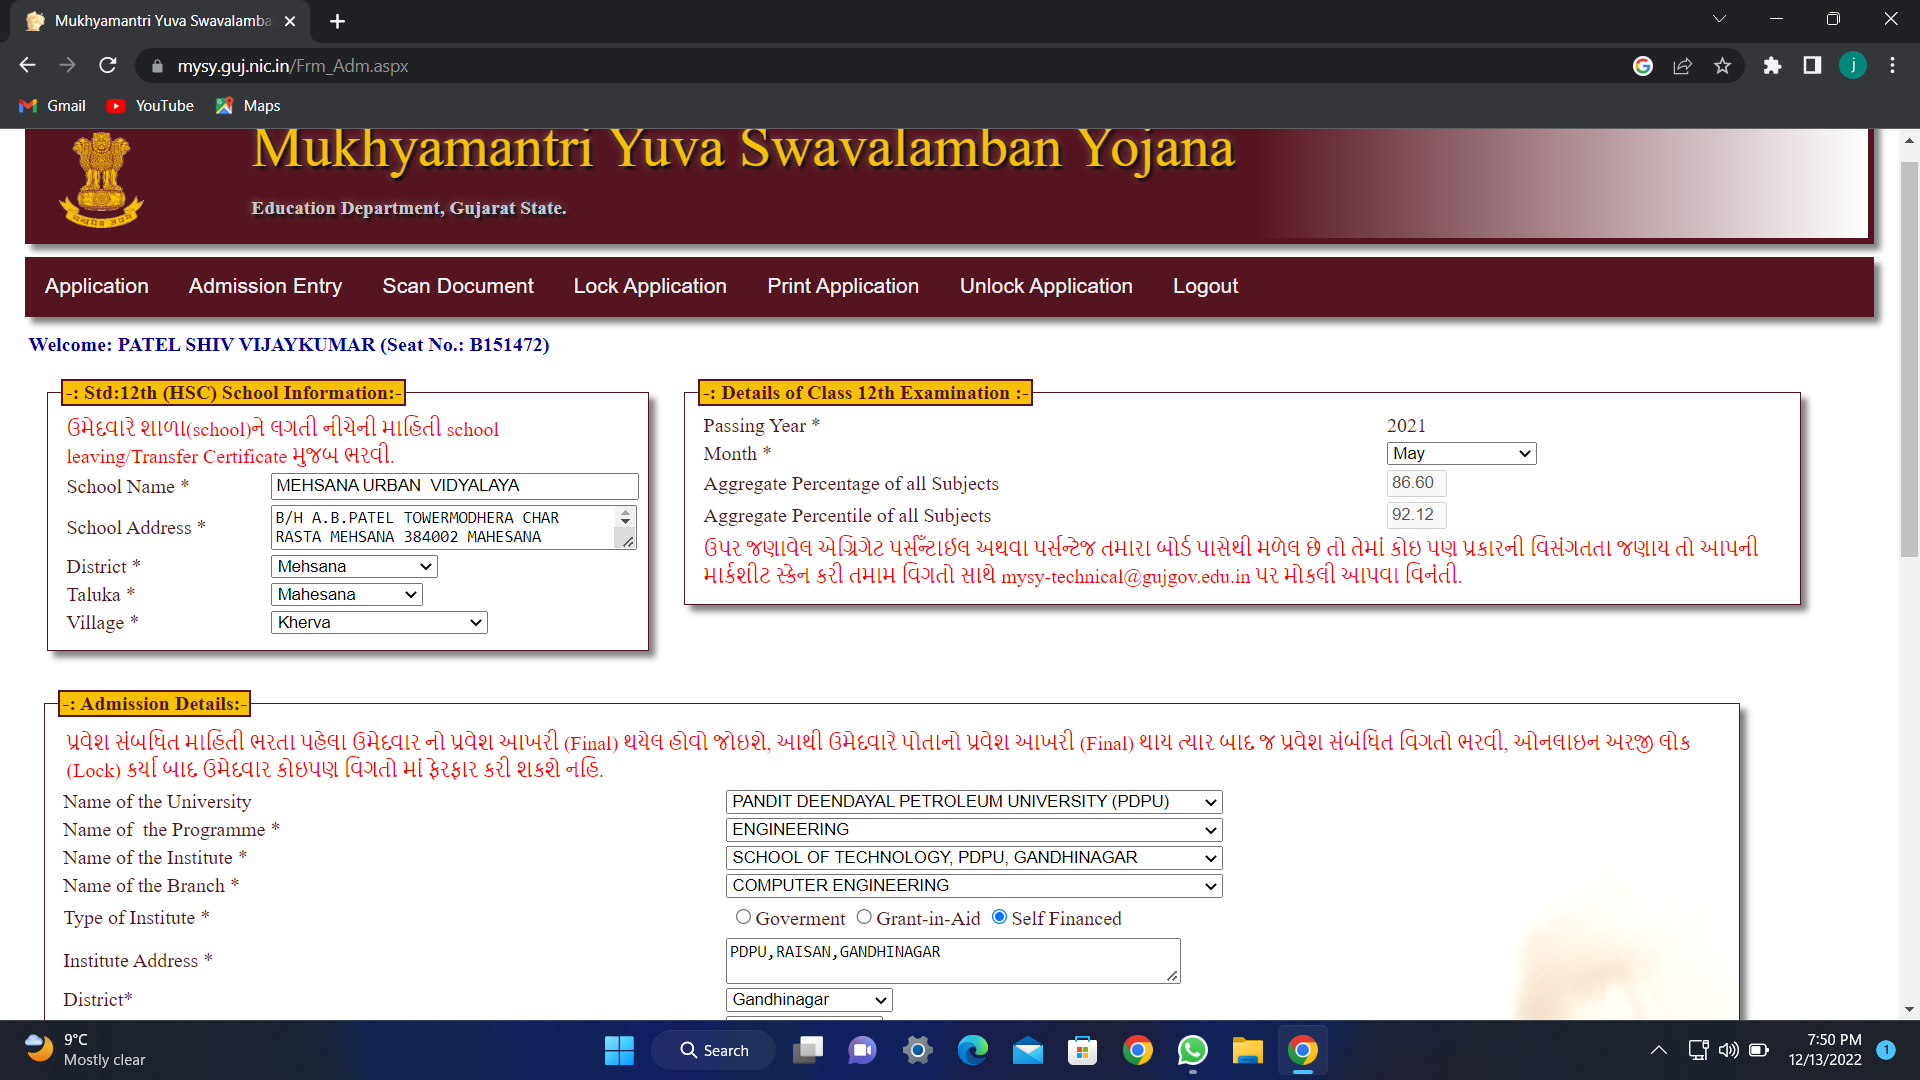 Mukhyamantri Yuva Swavalamba
mysy.guj.nic.in/Frm_Adm.aspx
j
Gmail YouTube Maps
Mukhyamantri Yuva Swavalamban Yojana
Education Department, Gujarat State.
Application Admission Entry Scan Document Lock Application Print Application Unlock Application Logout
Welcome: PATEL SHIV VIJAYKUMAR (Seat No.: B151472)
-: Std:12th (HSC) School Information:-
ઉમેદવારે શાળા(school)ને લગતી નીચેની માહિતી school
leaving/Transfer Certificate મુજબ ભરવી.
School Name * MEHSANA URBAN  VIDYALAYA
School Address * B/H A.B.PATEL TOWERMODHERA CHAR
RASTA MEHSANA 384002 MAHESANA
District * Mehsana
Taluka * Mahesana
Village * Kherva
-: Details of Class 12th Examination :-
Passing Year * 2021
Month * May
Aggregate Percentage of all Subjects 86.60
Aggregate Percentile of all Subjects 92.12
ઉપર જણાવેલ એગ્રિગેટ પર્સન્ટાઈલ અથવા પર્સન્ટેજ તમારા બોર્ડ પાસેથી મળેલ છે તો તેમાં કોઇ પણ પ્રકારની વિસંગતતા જણાય તો આપની
માર્કશીટ સ્કેન કરી તમામ વિગતો સાથે mysy-technical@gujgov.edu.in પર મોકલી આપવા વિનંતી.
-: Admission Details:-
પ્રવેશ સંબધિત માહિતી ભરતા પહેલા ઉમેદવાર નો પ્રવેશ આખરી (Final) થયેલ હોવો જોઇશે, આથી ઉમેદવારે પોતાનો પ્રવેશ આખરી (Final) થાય ત્યાર બાદ જ પ્રવેશ સંબંધિત વિગતો ભરવી, ઓનલાઇન અરજી લોક
(Lock) કર્યા બાદ ઉમેદવાર કોઇપણ વિગતો માં ફેરફાર કરી શકશે નહિ.
Name of the University PANDIT DEENDAYAL PETROLEUM UNIVERSITY (PDPU)
Name of  the Programme * ENGINEERING
Name of the Institute * SCHOOL OF TECHNOLOGY, PDPU, GANDHINAGAR
Name of the Branch * COMPUTER ENGINEERING
Type of Institute * Goverment Grant-in-Aid Self Financed
Institute Address * PDPU,RAISAN,GANDHINAGAR
District* Gandhinagar
9°C
Mostly clear
Search
7:50 PM
12/13/2022
1